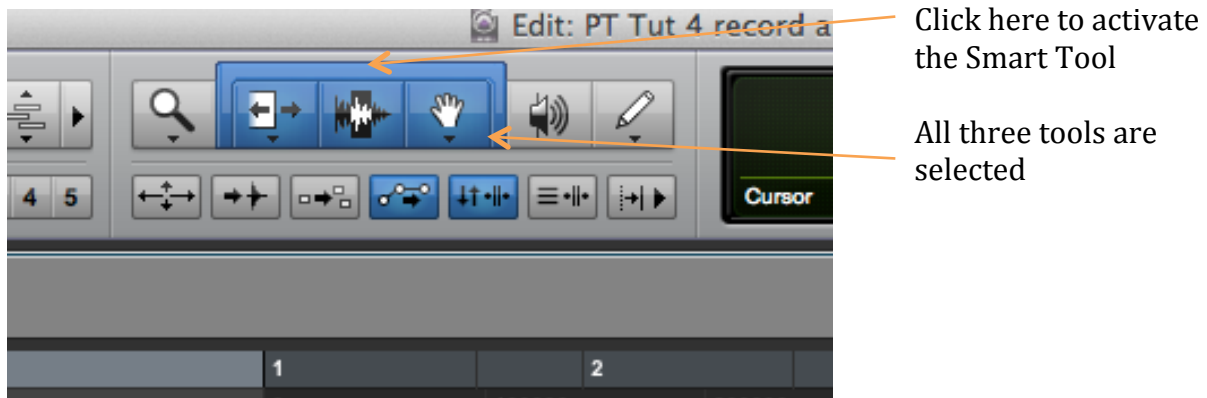 Edit: PT Tut 4 record a
Click here to activate
the Smart Tool
All three tools are
selected
4 5
Cursor
1 2